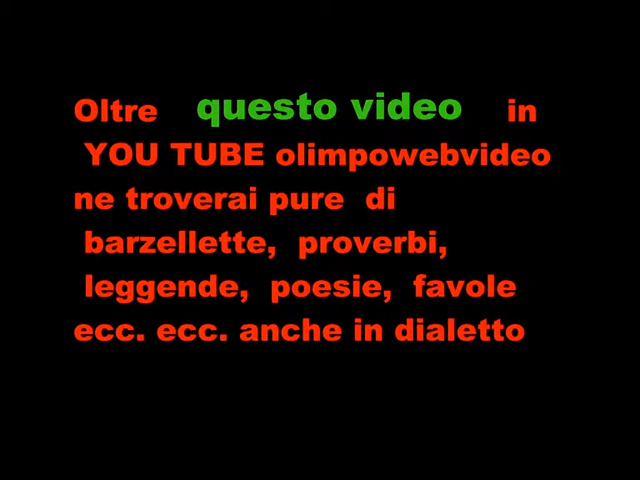 Oltre questo video in
YOU TUBE olimpowebvideo
ne troverai pure di
barzellette, proverbi,
leggende, poesie, favole
ecc. ecc. anche in dialetto